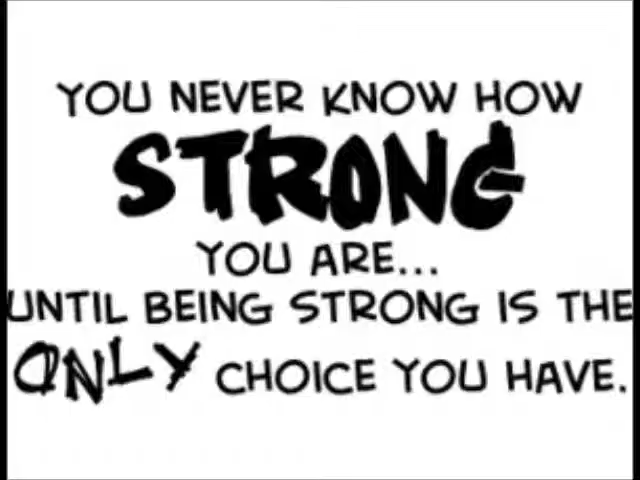 YOU NEVER KNOW HOW
STRONG
YOU ARE...
UNTIL BEING STRONG IS THE
ONLY CHOICE YOU HAVE.